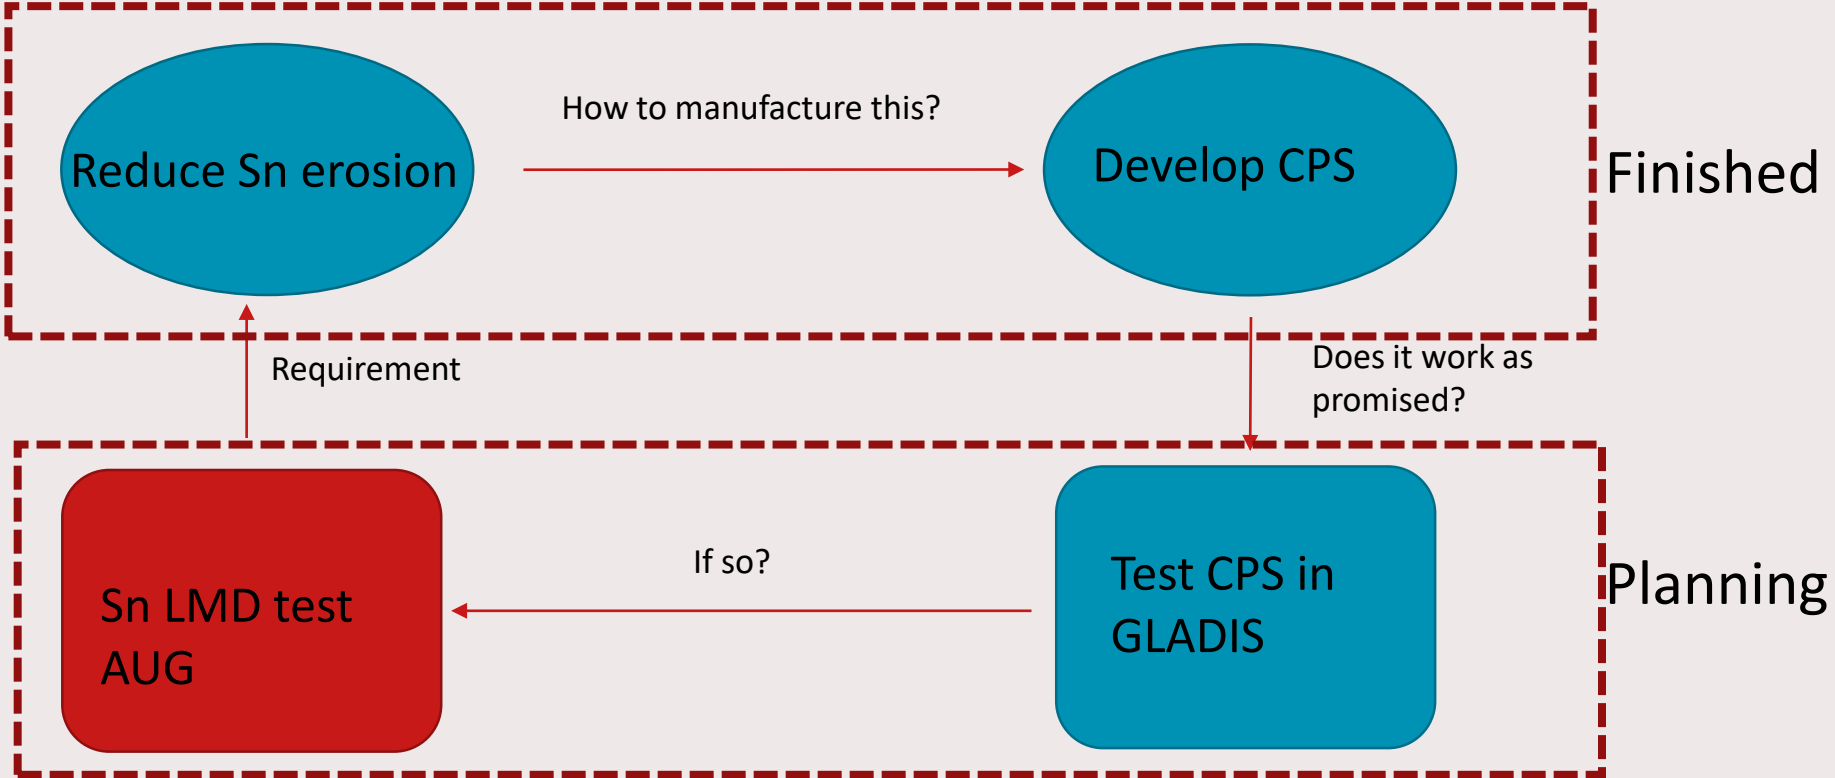 How to manufacture this?
Reduce Sn erosion
Develop CPS
Finished
Requirement
Does it work as
promised?
Sn LMD test
AUG
If so?
Test CPS in
GLADIS
Planning